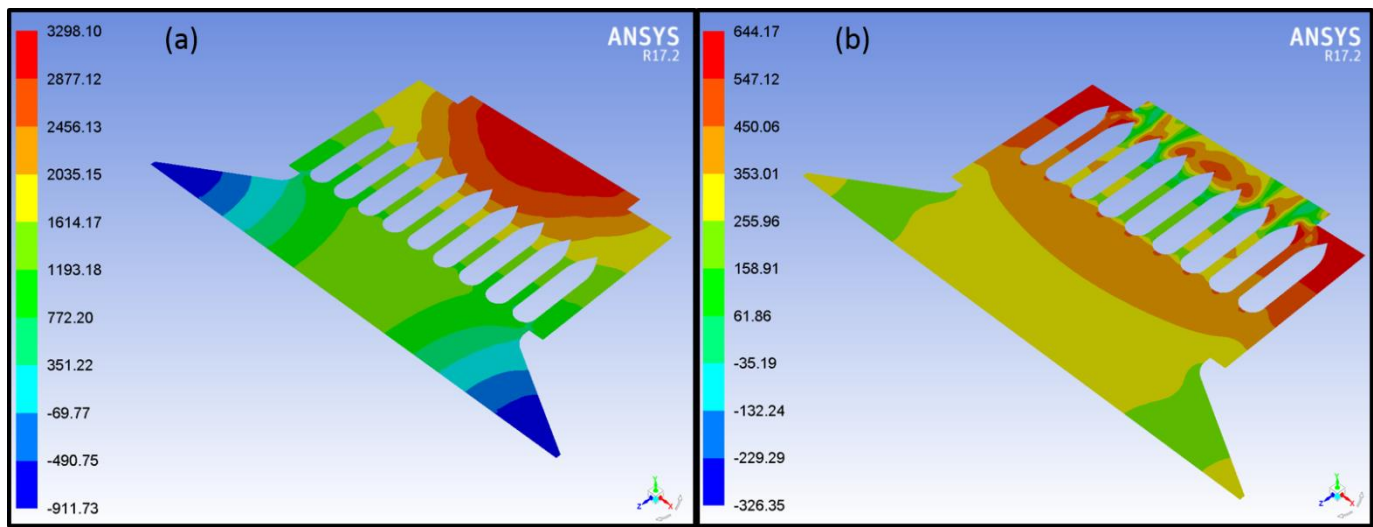 (a)
ANSYS
R17.2
3298.10
2877.12
2456.13
2035.15
1614.17
1193.18
772.20
351.22
-69.77
-490.75
-911.73
Y
Z
X
(b)
ANSYS
R17.2
644.17
547.12
450.06
353.01
255.96
158.91
61.86
-35.19
-132.24
-229.29
-326.35
Y
Z
X